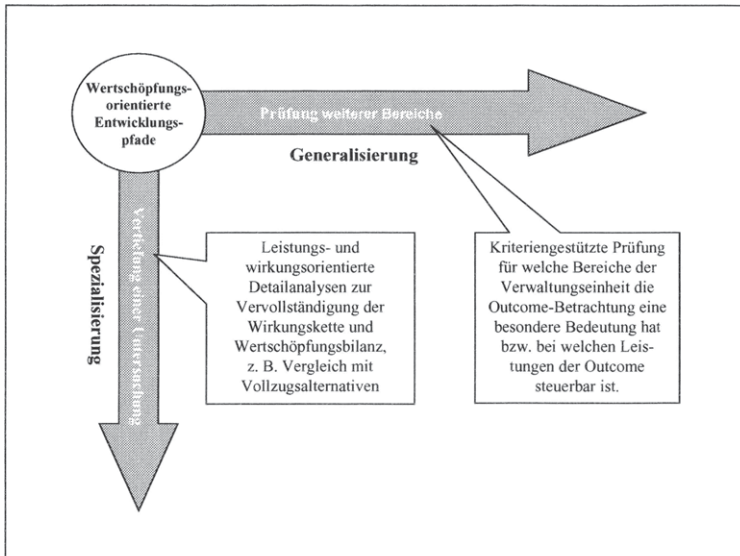 Wertschöpfungs-
orientierte
Entwicklungs-
pfade
Prüfung weiterer Bereiche
Generalisierung
Vertiefung einer Untersuchung
Spezialisierung
Leistungs- und
wirkungsorientierte
Detailanalysen zur
Vervollständigung der
Wirkungskette und
Wertschöpfungsbilanz,
z. B. Vergleich mit
Vollzugsalternativen
Kriteriengestützte Prüfung
für welche Bereiche der
Verwaltungseinheit die
Outcome-Betrachtung eine
besondere Bedeutung hat
bzw. bei welchen Leis-
tungen der Outcome
steuerbar ist.